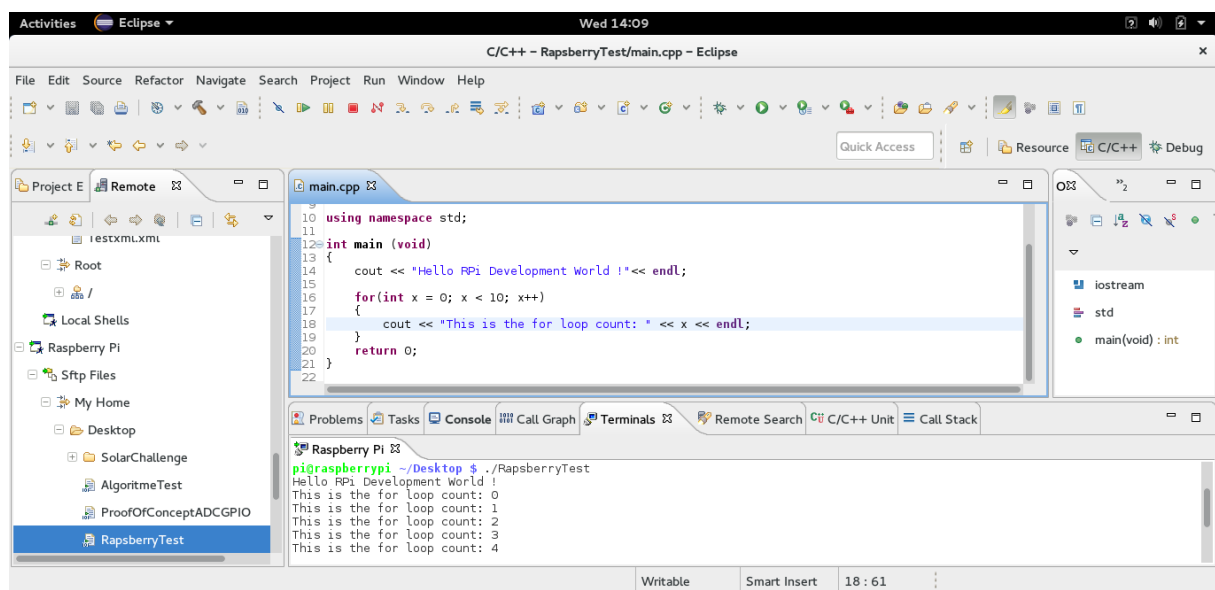 Activities Eclipse Wed 14:09
C/C++ – RapsberryTest/main.cpp – Eclipse
File Edit Source Refactor Navigate Search Project Run Window Help
Quick Access Resource C/C++ Debug
Project E Remote
Testxml.xml
Root
/
Local Shells
Raspberry Pi
Sftp Files
My Home
Desktop
SolarChallenge
AlgoritmeTest
ProofOfConceptADCGPIO
RapsberryTest
main.cpp
9
10 using namespace std;
11
12 int main (void)
13 {
14 cout << "Hello RPi Development World !"<< endl;
15
16 for(int x = 0; x < 10; x++)
17 {
18 cout << "This is the for loop count: " << x << endl;
19 }
20 return 0;
21 }
22
O »2
iostream
std
main(void) : int
Problems Tasks Console Call Graph Terminals Remote Search C/C++ Unit Call Stack
Raspberry Pi
pi@raspberrypi ~/Desktop $ ./RapsberryTest
Hello RPi Development World !
This is the for loop count: 0
This is the for loop count: 1
This is the for loop count: 2
This is the for loop count: 3
This is the for loop count: 4
Writable Smart Insert 18 : 61